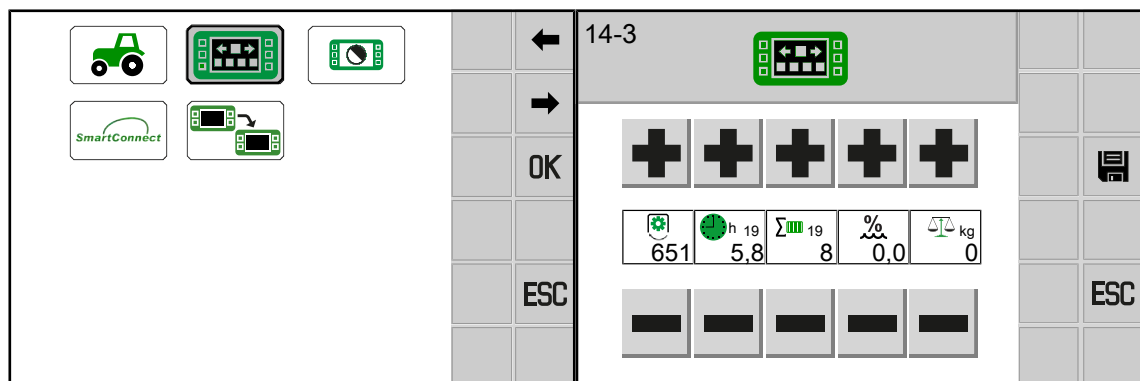 SmartConnect
OK
ESC
14-3
651
h 19
5,8
∑ 19
8
%
0,0
kg
0
ESC